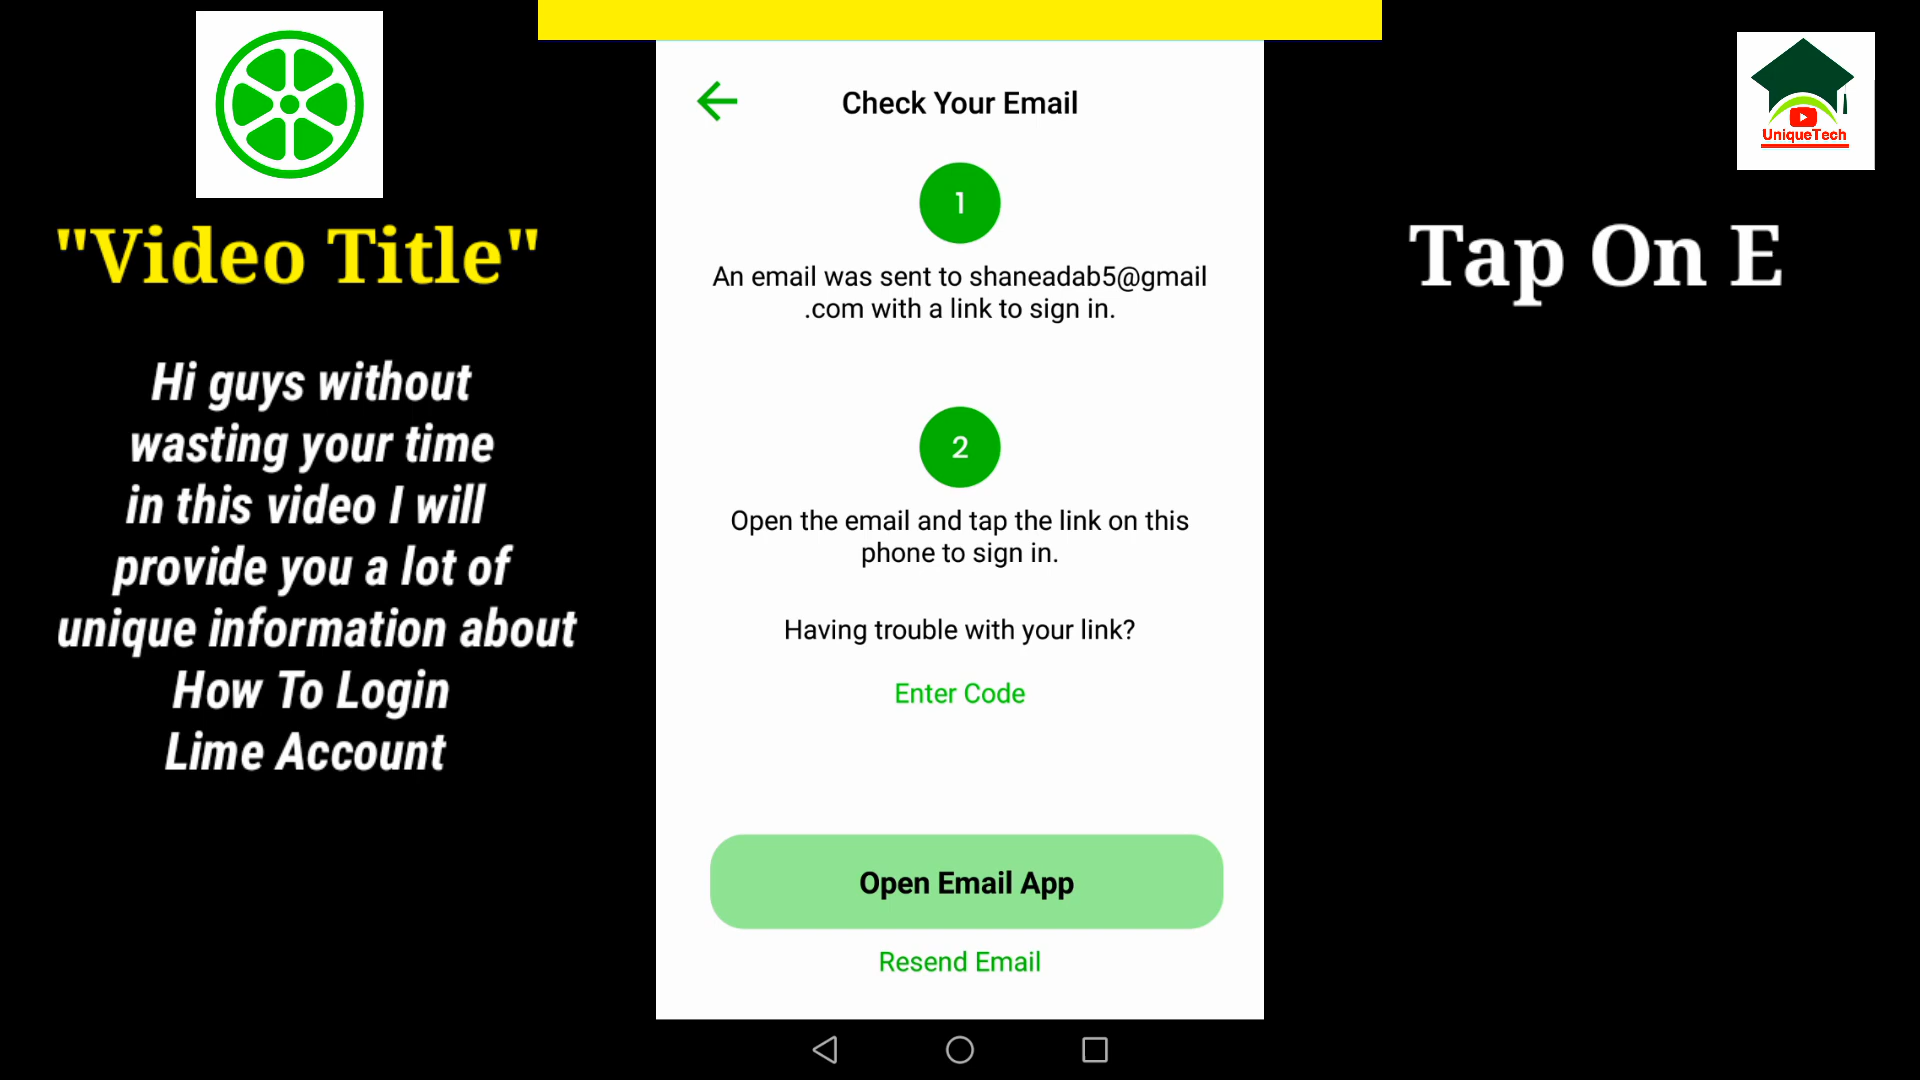 "Video Title"
Hi guys without
wasting your time
in this video I will
provide you a lot of
unique information about
How To Login
Lime Account
Check Your Email
1
An email was sent to shaneadab5@gmail
.com with a link to sign in.
2
Open the email and tap the link on this
phone to sign in.
Having trouble with your link?
Enter Code
Open Email App
Resend Email
UniqueTech
Tap On E